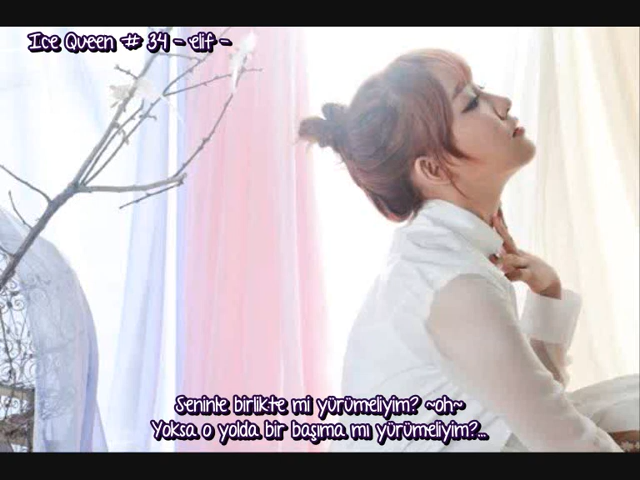 Ice Queen # 34 - elif -
Seninle birlikte mi yürümeliyim? ~oh~
Yoksa o yolda bir başıma mı yürümeliyim?...